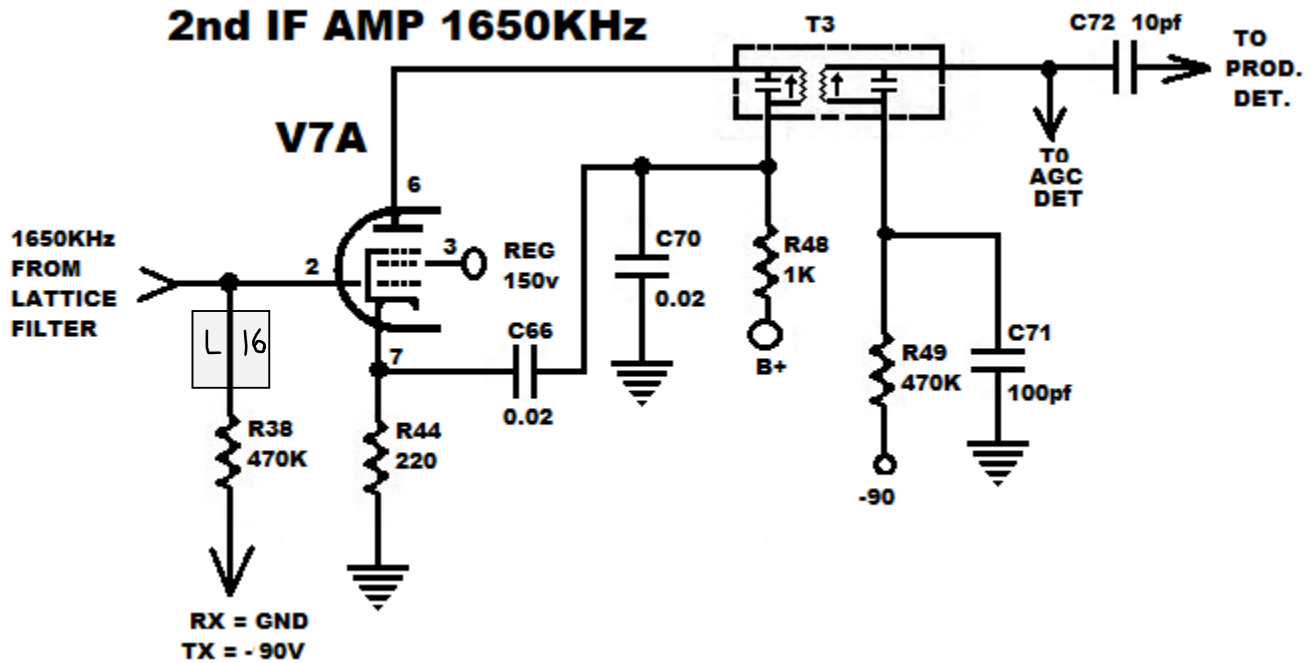 2nd IF AMP 1650KHz
T3
C72 10pf
TO
PROD.
DET.
V7A
TO
AGC
DET
6
1650KHz
FROM
LATTICE
FILTER
2
3
REG
150v
C70
0.02
R48
1K
B+
L 16
C66
0.02
7
R49
470K
C71
100pf
R38
470K
R44
220
-90
RX = GND
TX = -90V